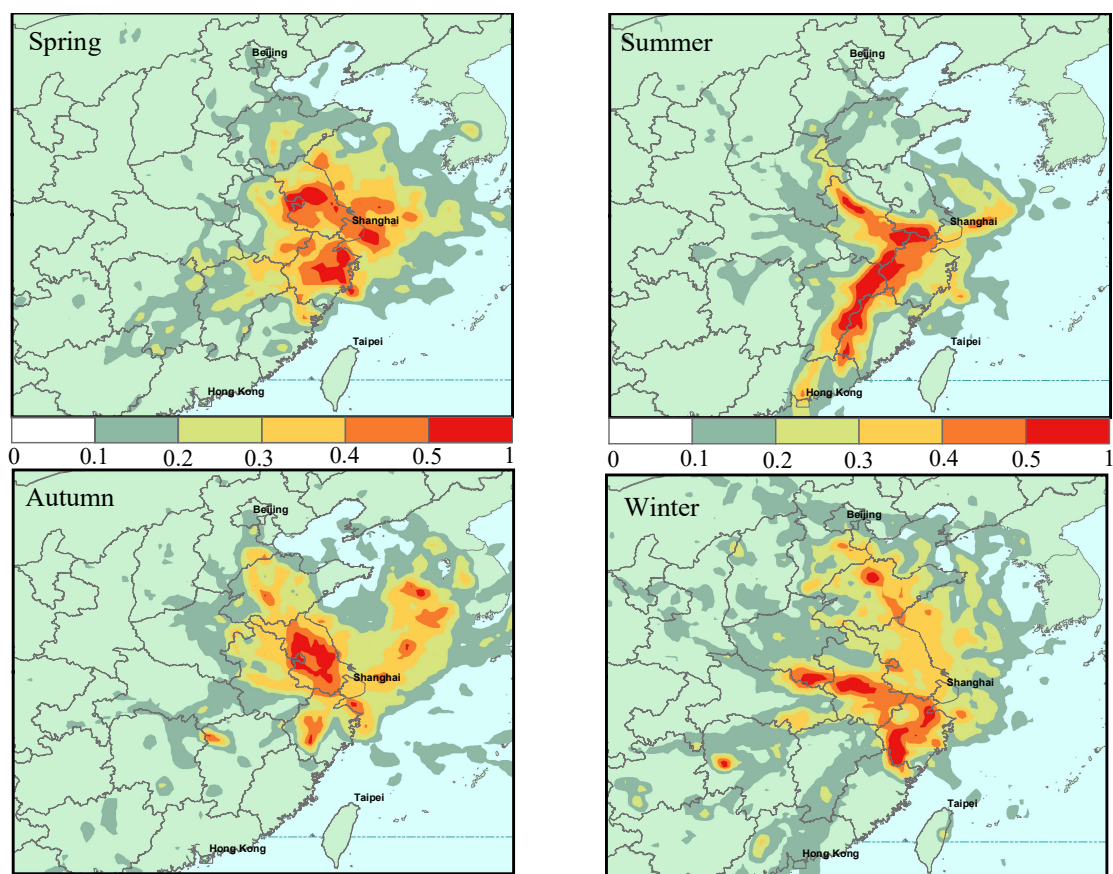 Spring
Beijing
Shanghai
Taipei
Hong Kong
Summer
Beijing
Shanghai
Taipei
Hong Kong
0 0.1 0.2 0.3 0.4 0.5 1
0 0.1 0.2 0.3 0.4 0.5 1
Autumn
Beijing
Shanghai
Taipei
Hong Kong
Winter
Beijing
Shanghai
Taipei
Hong Kong